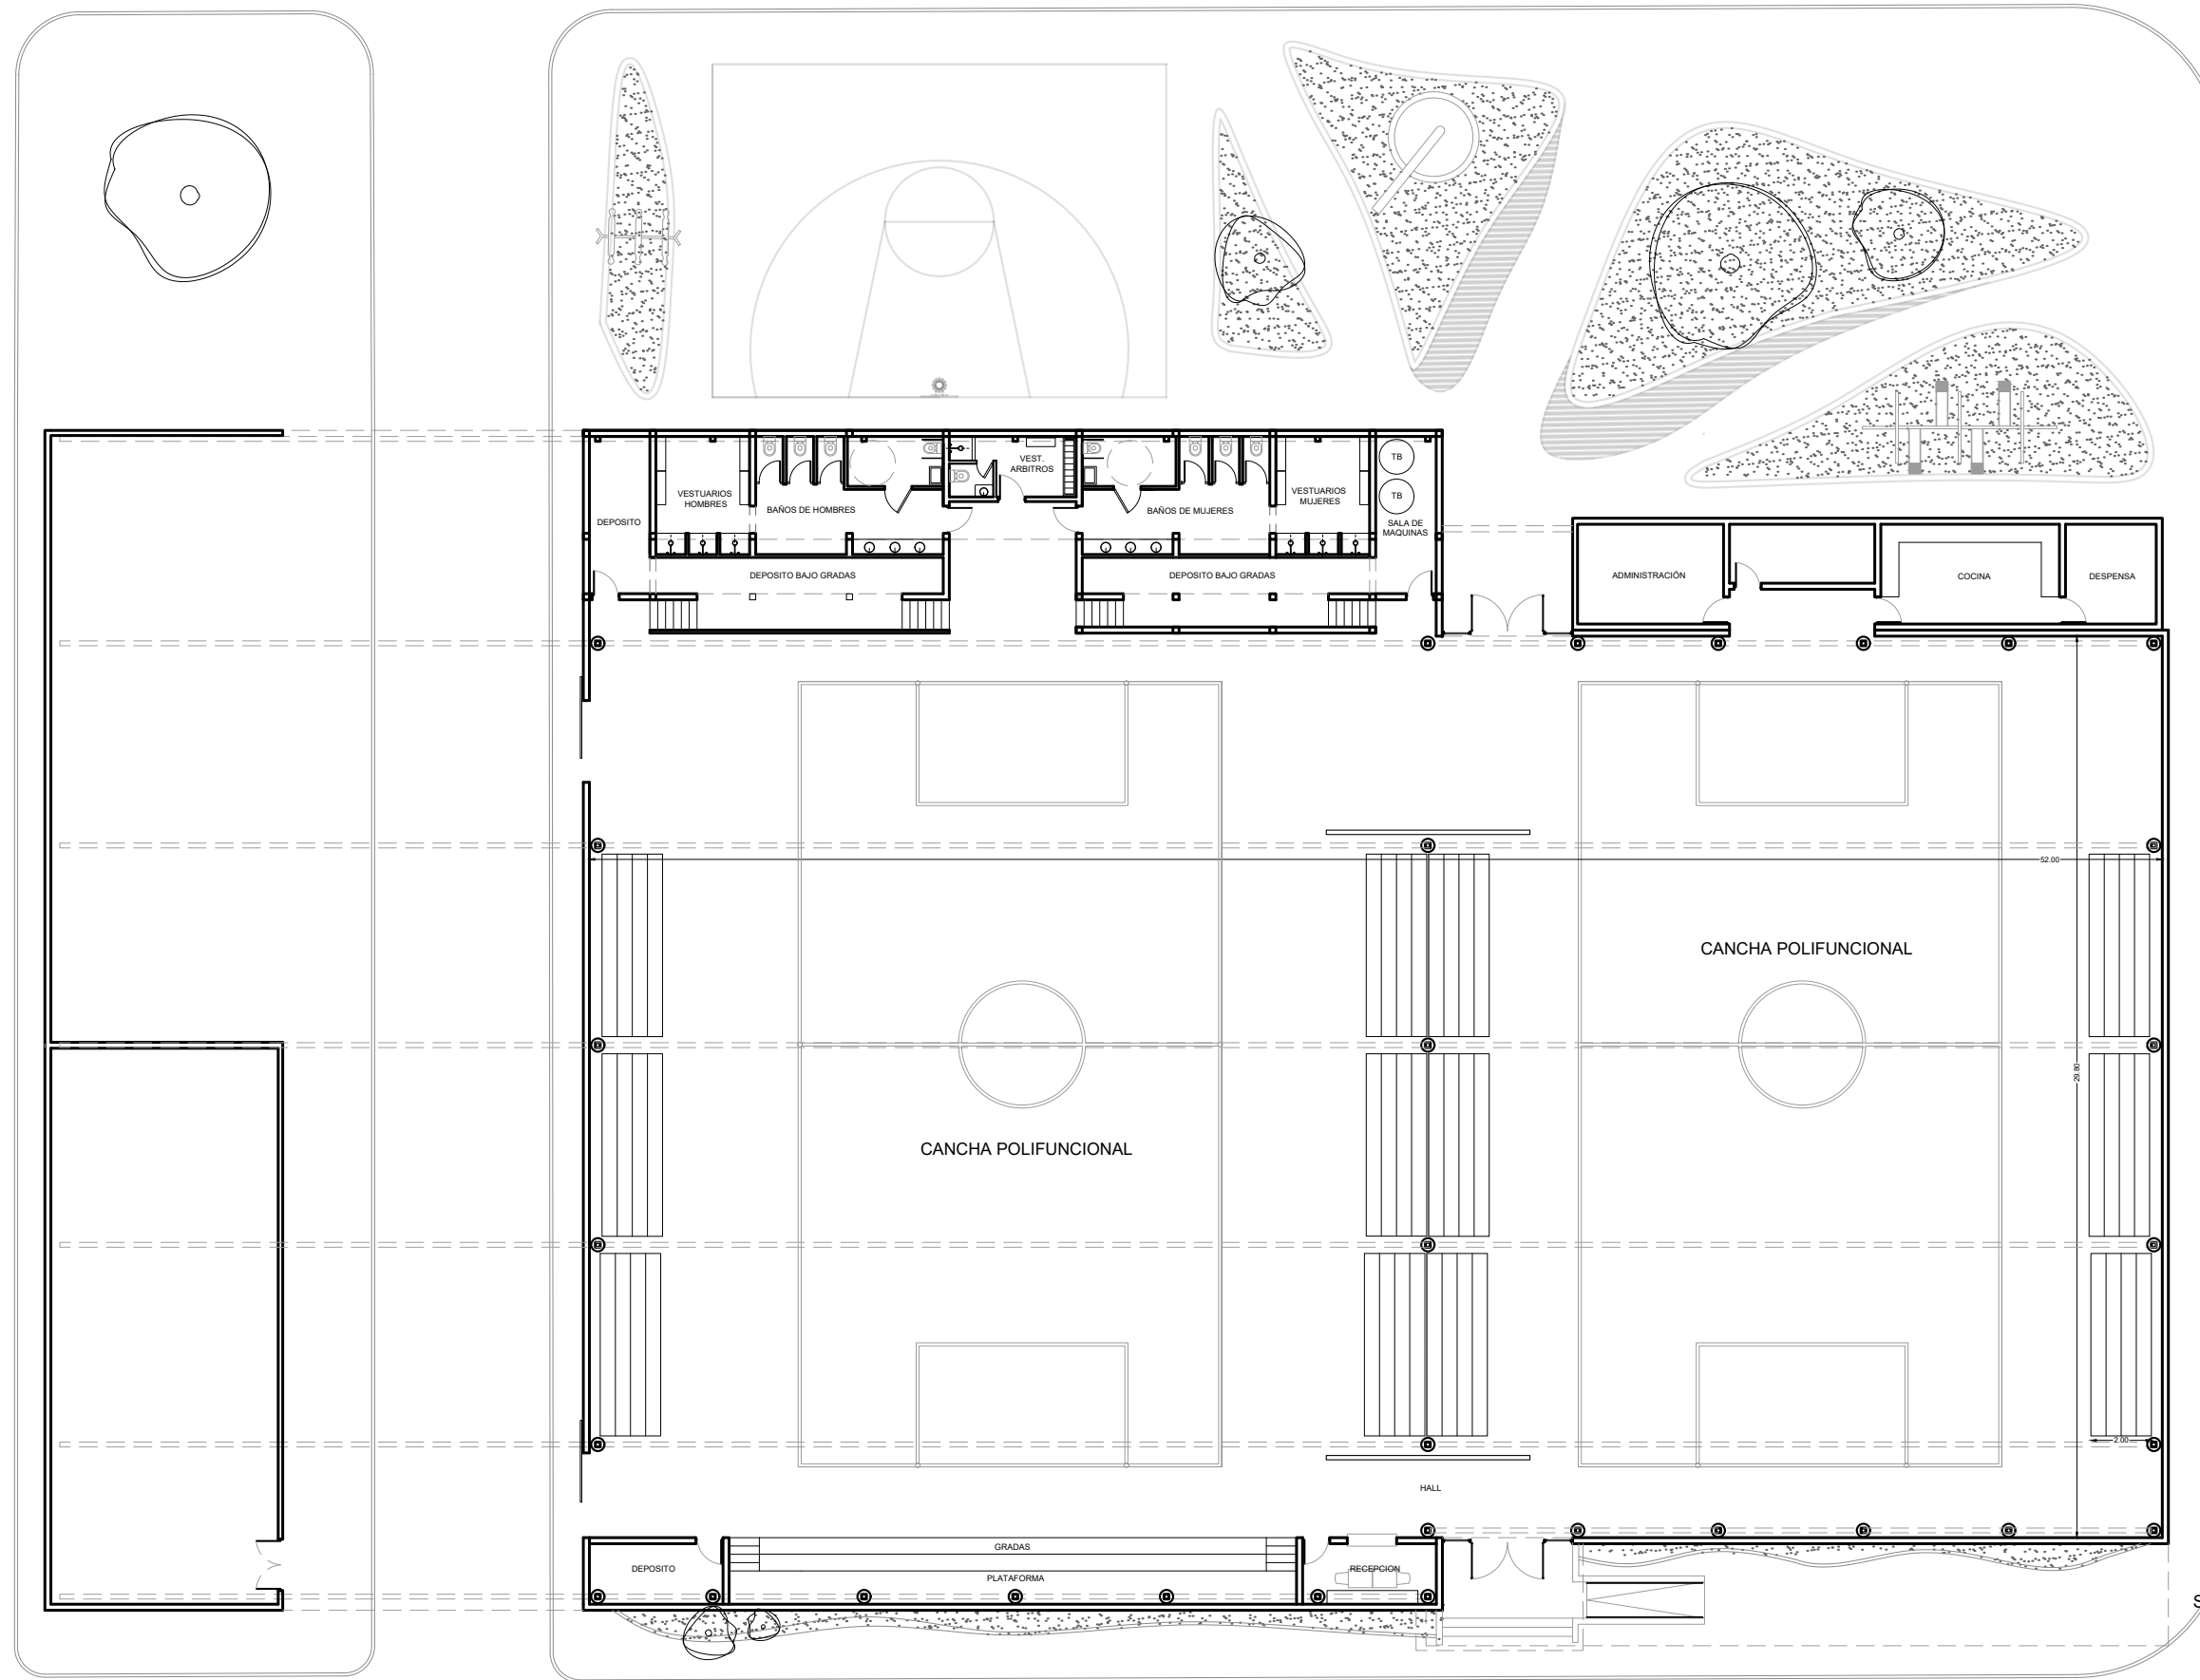 VEST.
ARBITROS
TB
VESTUARIOS
HOMBRES
VESTUARIOS
MUJERES
TB
BAÑOS DE HOMBRES
BAÑOS DE MUJERES
DEPOSITO
SALA DE
MAQUINAS
DEPOSITO BAJO GRADAS
DEPOSITO BAJO GRADAS
ADMINISTRACIÓN
COCINA
DESPENSA
52.00
CANCHA POLIFUNCIONAL
29.80
CANCHA POLIFUNCIONAL
2.00
HALL
GRADAS
DEPOSITO
RECEPCION
PLATAFORMA
S